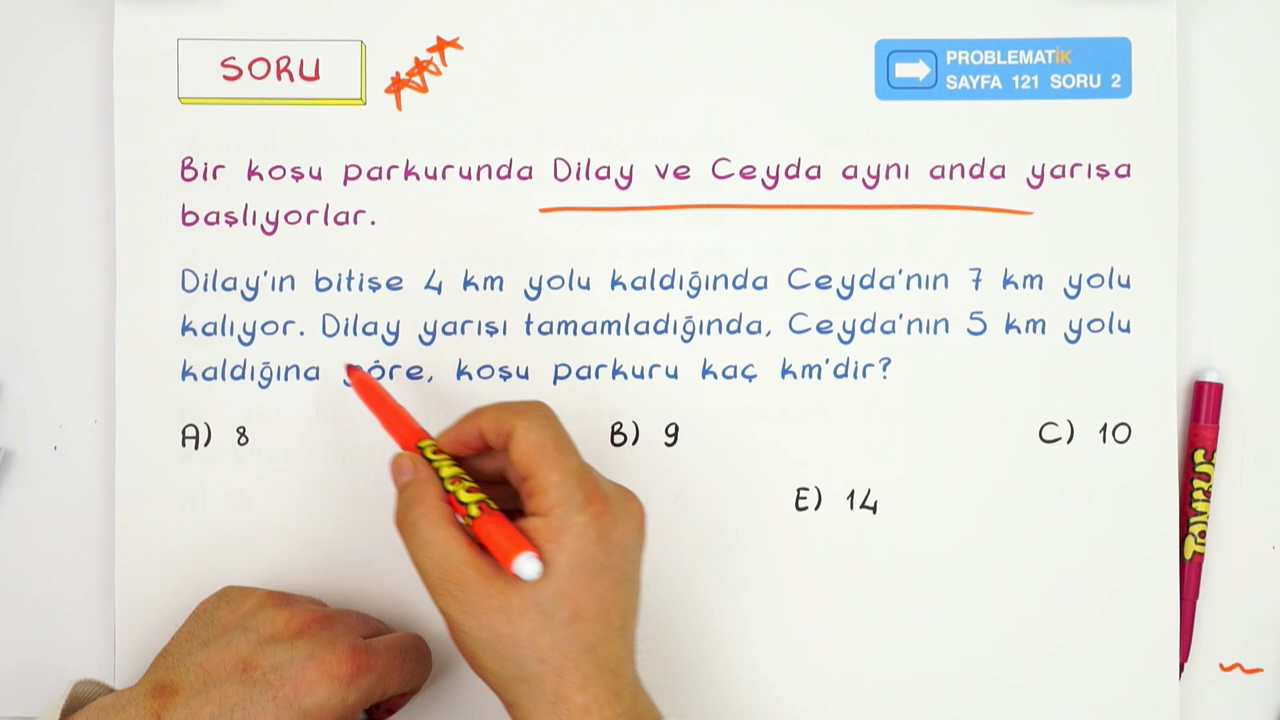 SORU
PROBLEMATİK
SAYFA 121 SORU 2
Bir koşu parkurunda Dilay ve Ceyda aynı anda yarışa
başlıyorlar.
Dilay'ın bitişe 4 km yolu kaldığında Ceyda'nın 7 km yolu
kalıyor. Dilay yarışı tamamladığında, Ceyda'nın 5 km yolu
kaldığına göre, koşu parkuru kaç km'dir?
A) 8 B) 9 C) 10
E) 14